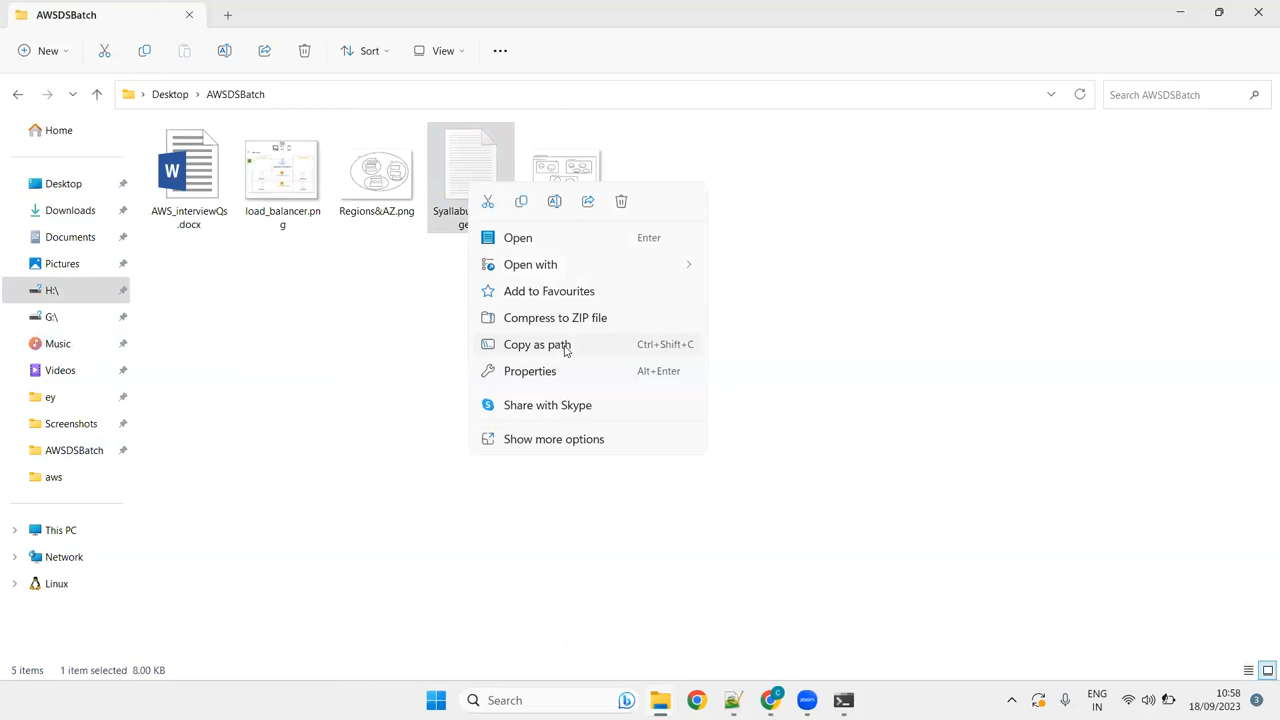 AWSDSBatch
New
Sort
View
Desktop
AWSDSBatch
Search AWSDSBatch
Home
Desktop
Downloads
Documents
Pictures
H:\
G:\
Music
Videos
ey
Screenshots
AWSDSBatch
aws
This PC
Network
Linux
AWS_interviewQs
.docx
load_balancer.pn
g
Regions&AZ.png
Syallabu
ge
Open Enter
Open with
Add to Favourites
Compress to ZIP file
Copy as path Ctrl+Shift+C
Properties Alt+Enter
Share with Skype
Show more options
5 items 1 item selected 8.00 KB
Search
ENG
IN
10:58
18/09/2023
3